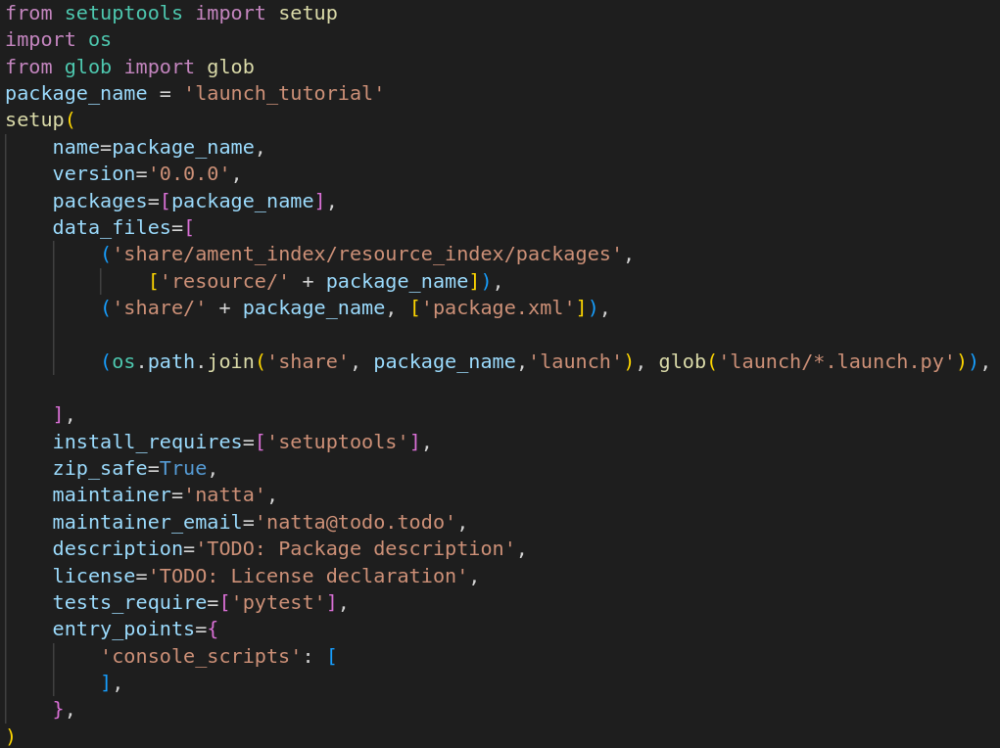 from setuptools import setup
import os
from glob import glob
package_name = 'launch_tutorial'
setup(
    name=package_name,
    version='0.0.0',
    packages=[package_name],
    data_files=[
        ('share/ament_index/resource_index/packages',
            ['resource/' + package_name]),
        ('share/' + package_name, ['package.xml']),
        (os.path.join('share', package_name,'launch'), glob('launch/*.launch.py')),
    ],
    install_requires=['setuptools'],
    zip_safe=True,
    maintainer='natta',
    maintainer_email='natta@todo.todo',
    description='TODO: Package description',
    license='TODO: License declaration',
    tests_require=['pytest'],
    entry_points={
        'console_scripts': [
        ],
    },
)